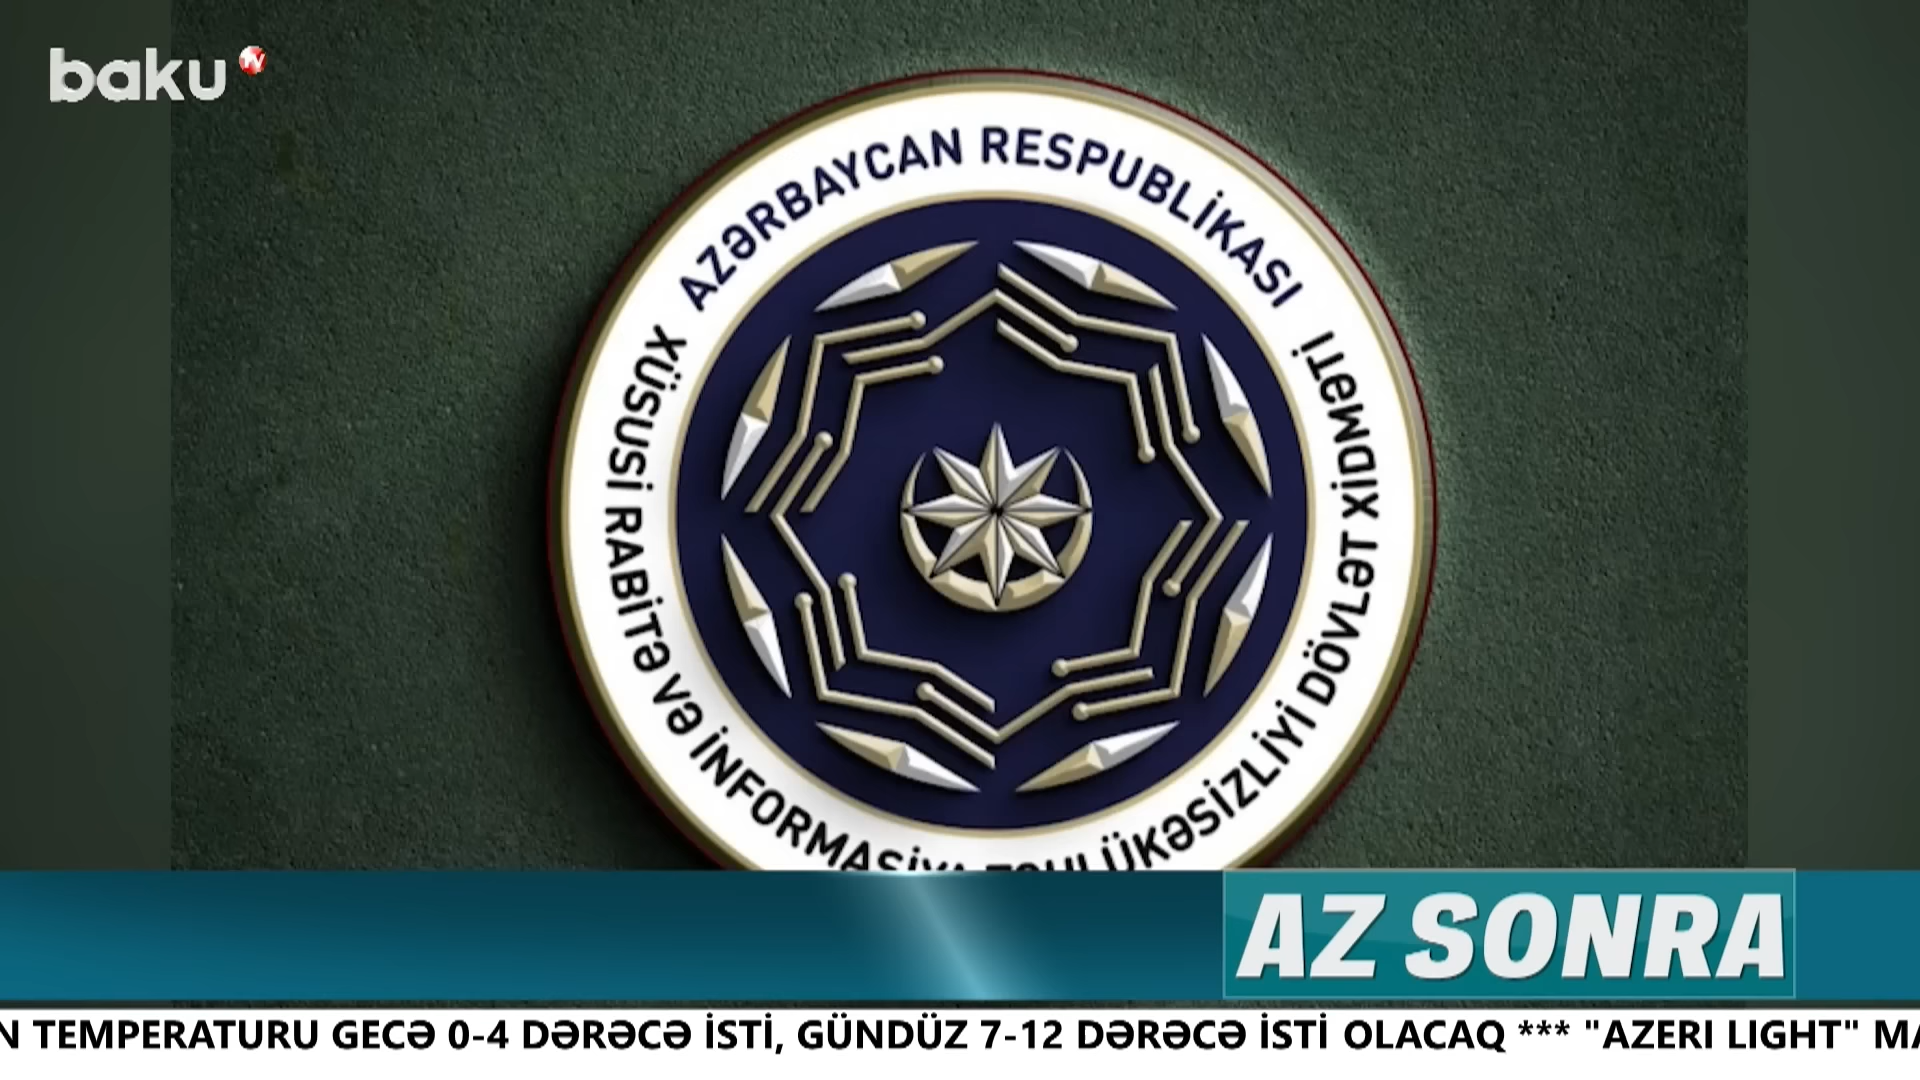 baku TV
AZƏRBAYCAN RESPUBLİKASI
XÜSUSİ RABİTƏ VƏ İNFORMASİYA TƏHLÜKƏSİZLİYİ DÖVLƏT XİDMƏTİ
AZ SONRA
TEMPERATURU GECƏ 0-4 DƏRƏCƏ İSTİ, GÜNDÜZ 7-12 DƏRƏCƏ İSTİ OLACAQ *** "AZERI LIGHT"